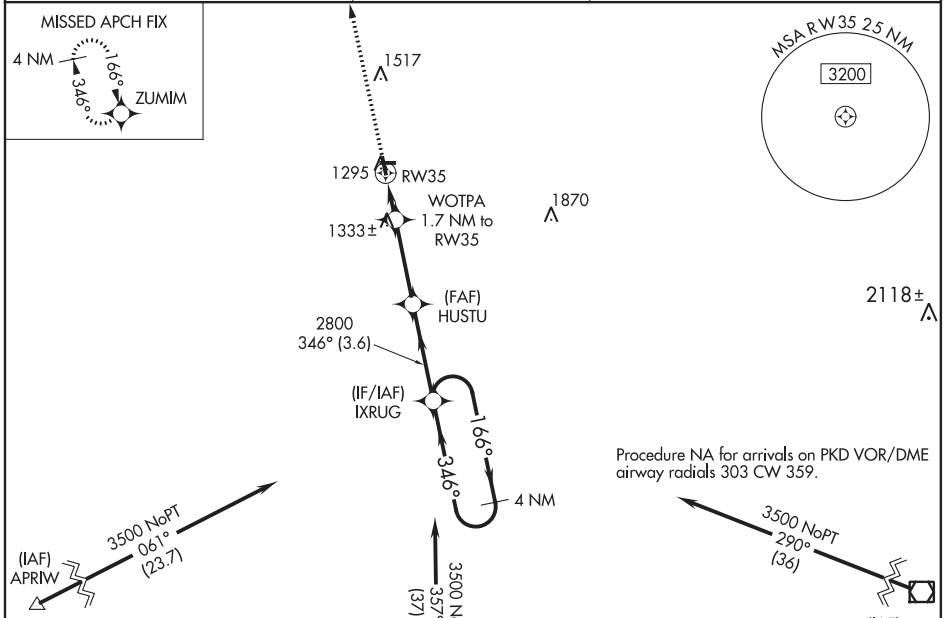 MISSED APCH FIX
4 NM
346°
166°
ZUMIM
1517
MSA RW35 25 NM
3200
1295
RW35
WOTPA
1.7 NM to
RW35
1333±
1870
2118±
(FAF)
HUSTU
2800
346° (3.6)
(IF/IAF)
IXRUG
166°
346°
4 NM
Procedure NA for arrivals on PKD VOR/DME
airway radials 303 CW 359.
3500 NoPT
061°
(23.7)
(IAF)
APRIW
3500
357°
(37)
3500 NoPT
290°
(36)